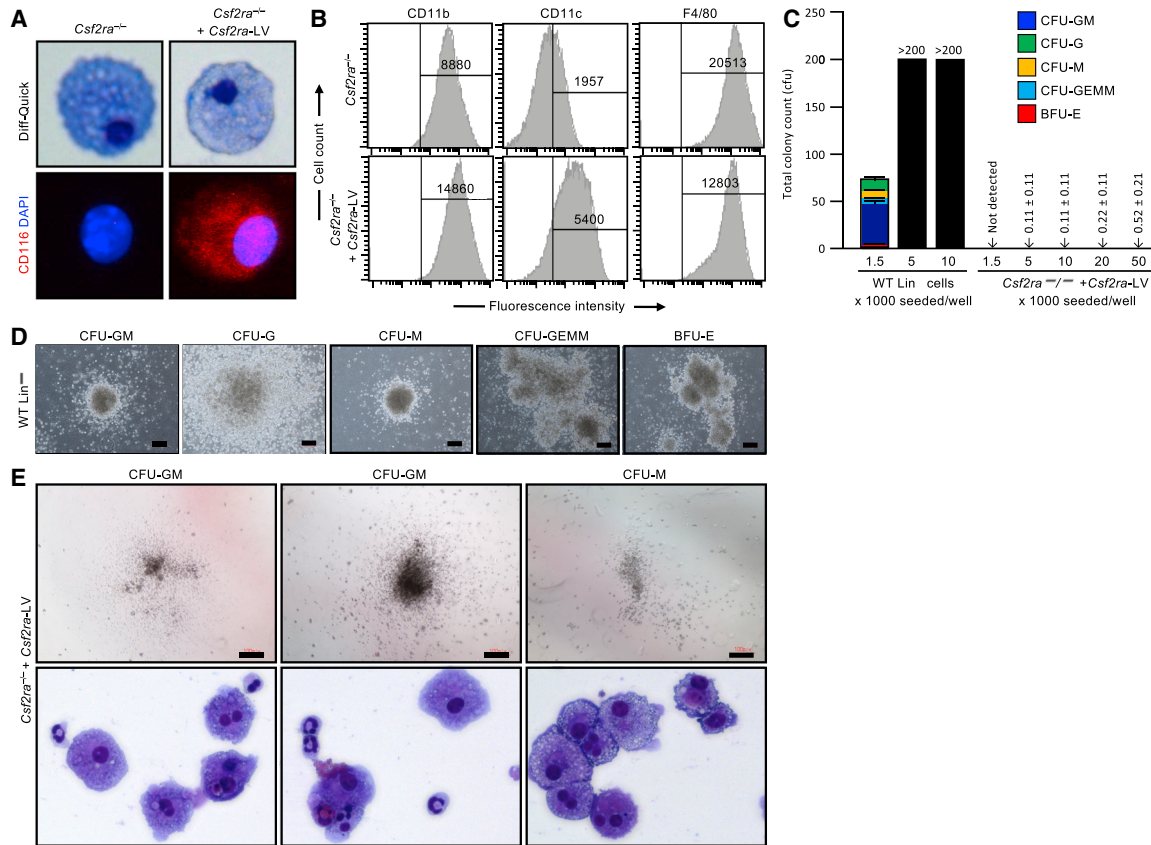 A
Csf2ra−/−
Csf2ra−/−
+ Csf2ra-LV
Diff-Quick
CD116 DAPI
B
CD11b
CD11c
F4/80
Csf2ra−/−
8880
1957
20513
Cell count
Csf2ra−/−
+ Csf2ra-LV
14860
5400
12803
Fluorescence intensity
C
CFU-GM
CFU-G
CFU-M
CFU-GEMM
BFU-E
Total colony count (cfu)
250
200
150
100
50
0
>200
>200
Not detected
0.11 ± 0.11
0.11 ± 0.11
0.22 ± 0.11
0.52 ± 0.21
1.5 5 10 1.5 5 10 20 50
WT Lin cells
x 1000 seeded/well
Csf2ra −/− +Csf2ra-LV
x 1000 seeded/well
D
CFU-GM
CFU-G
CFU-M
CFU-GEMM
BFU-E
WT Lin−
E
CFU-GM
CFU-GM
CFU-M
Csf2ra−/− + Csf2ra-LV